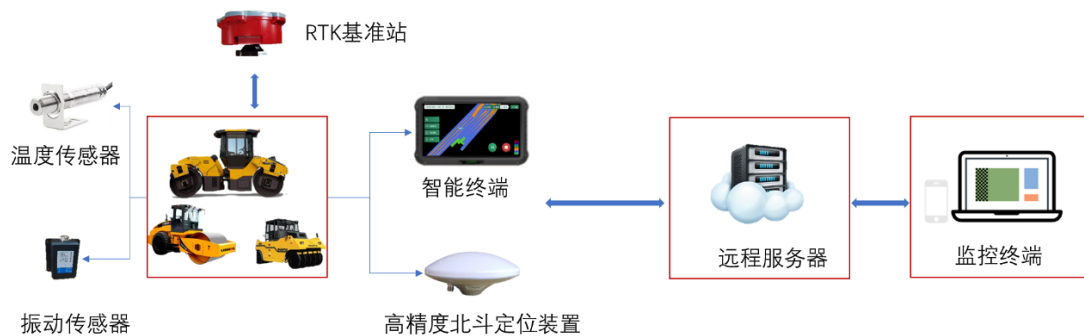 RTK基准站
温度传感器
智能终端
远程服务器
监控终端
振动传感器
高精度北斗定位装置